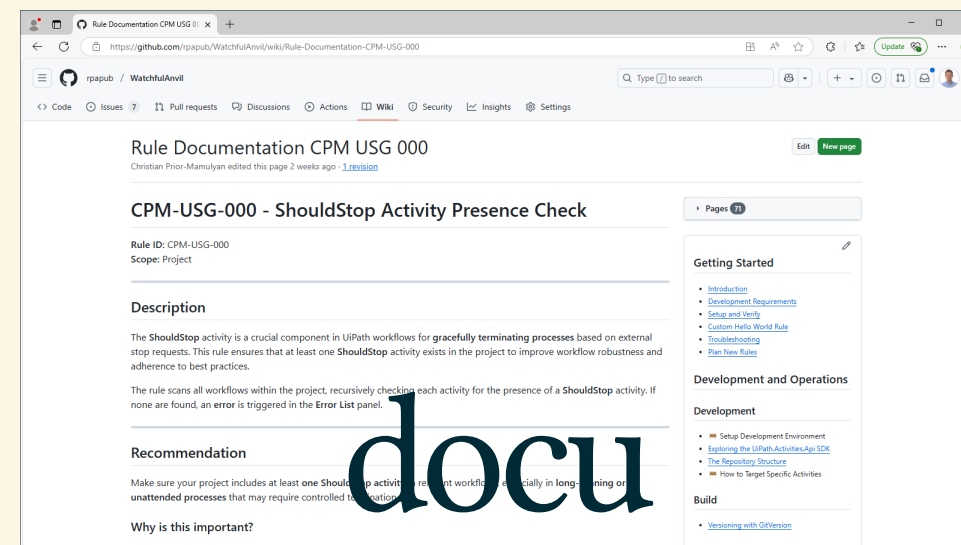 Rule Documentation CPM USG 0
https://github.com/rpapub/WatchfulAnvil/wiki/Rule-Documentation-CPM-USG-000
Update
rpapub / WatchfulAnvil
Type / to search
Code Issues 7 Pull requests Discussions Actions Wiki Security Insights Settings
Rule Documentation CPM USG 000
Edit New page
Christian Prior-Mamulyan edited this page 2 weeks ago · 1 revision
CPM-USG-000 - ShouldStop Activity Presence Check
Rule ID: CPM-USG-000
Scope: Project
Description
The ShouldStop activity is a crucial component in UiPath workflows for gracefully terminating processes based on external
stop requests. This rule ensures that at least one ShouldStop activity exists in the project to improve workflow robustness and
adherence to best practices.
The rule scans all workflows within the project, recursively checking each activity for the presence of a ShouldStop activity. If
none are found, an error is triggered in the Error List panel.
Recommendation
Make sure your project includes at least one Should activity in in long-
unattended processes that may require controlled
Why is this important?
docu
Pages 71
Getting Started
Introduction
Development Requirements
Setup and Verify
Custom Hello World Rule
Troubleshooting
Plan New Rules
Development and Operations
Development
Setup Development Environment
Exploring the UiPath.Activities.Api SDK
The Repository Structure
How to Target Specific Activities
Build
Versioning with GitVersion